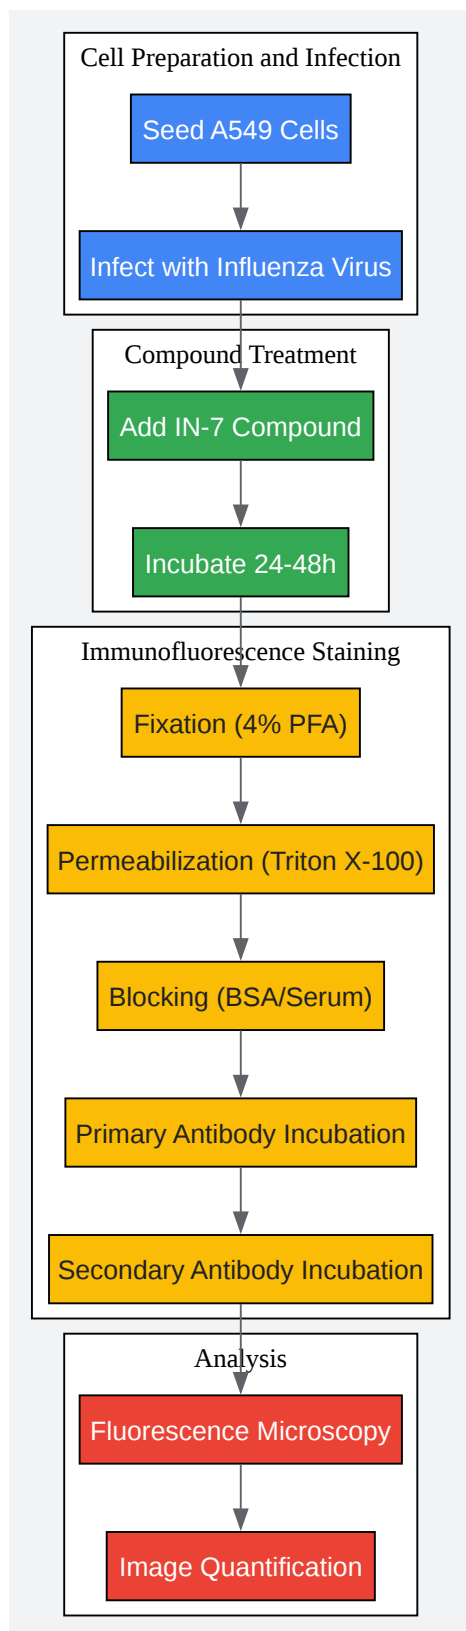 Cell Preparation and Infection
Seed A549 Cells
Infect with Influenza Virus
Compound Treatment
Add IN-7 Compound
Incubate 24-48h
Immunofluorescence Staining
Fixation (4% PFA)
Permeabilization (Triton X-100)
Blocking (BSA/Serum)
Primary Antibody Incubation
Secondary Antibody Incubation
Analysis
Fluorescence Microscopy
Image Quantification